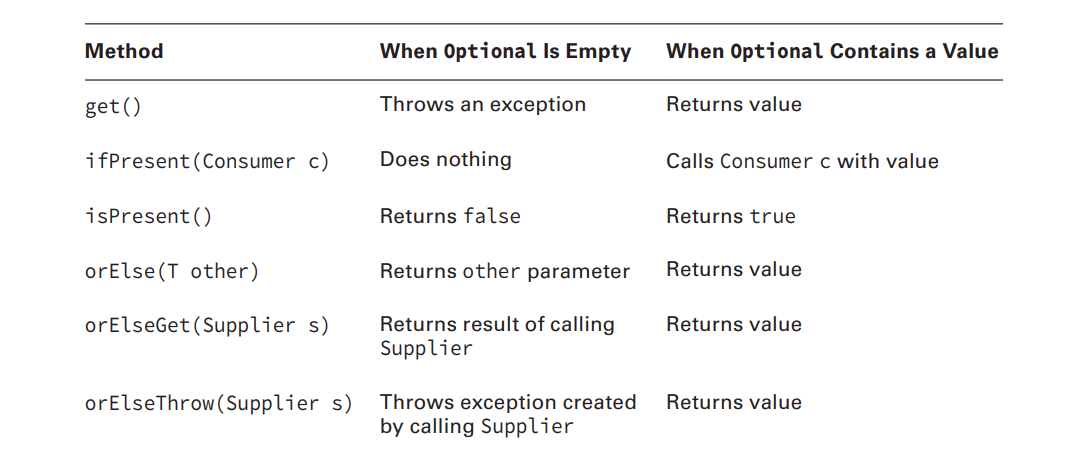 Method When Optional Is Empty When Optional Contains a Value
get() Throws an exception Returns value
ifPresent(Consumer c) Does nothing Calls Consumer c with value
isPresent() Returns false Returns true
orElse(T other) Returns other parameter Returns value
orElseGet(Supplier s) Returns result of calling Returns value
Supplier
orElseThrow(Supplier s) Throws exception created Returns value
by calling Supplier